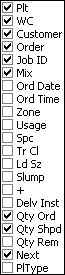 Plt
WC
Customer
Order
Job ID
Mix
Ord Date
Ord Time
Zone
Usage
Spc
Tr Cl
Ld Sz
Slump
+
Delv Inst
Qty Ord
Qty Shpd
Qty Rem
Next
PlType